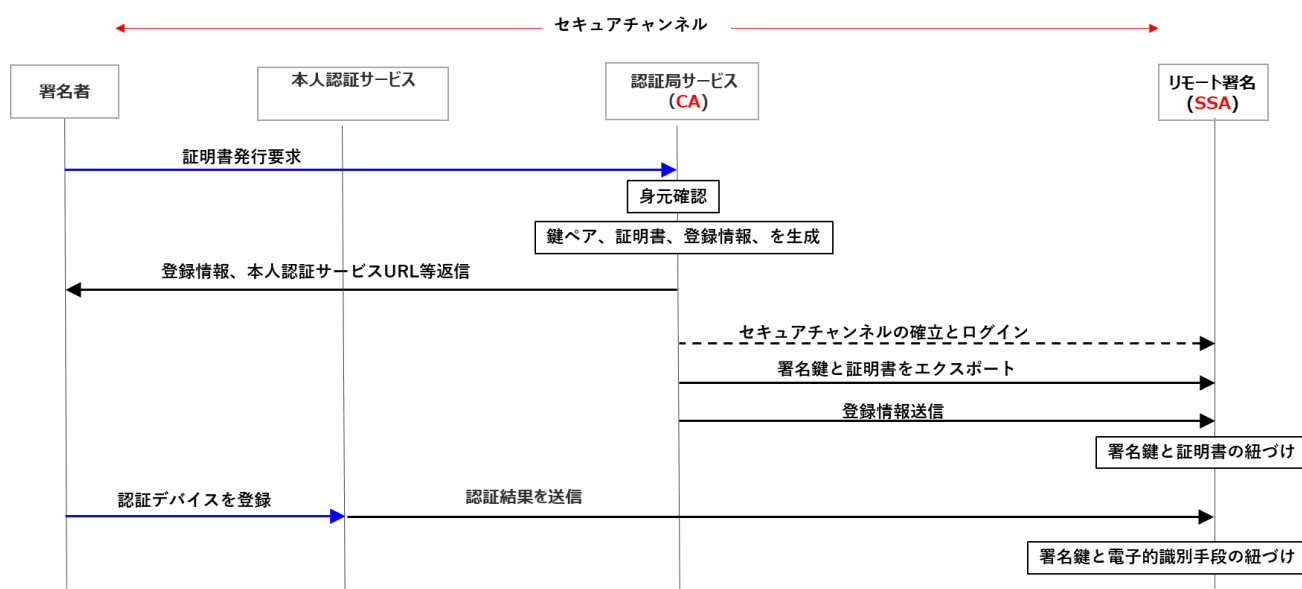 セキュアチャンネル
署名者
本人認証サービス
認証局サービス
（CA）
リモート署名
(SSA)
証明書発行要求
身元確認
鍵ペア、証明書、登録情報、を生成
登録情報、本人認証サービスURL等返信
セキュアチャンネルの確立とログイン
署名鍵と証明書をエクスポート
登録情報送信
署名鍵と証明書の紐づけ
認証デバイスを登録
認証結果を送信
署名鍵と電子的識別手段の紐づけ